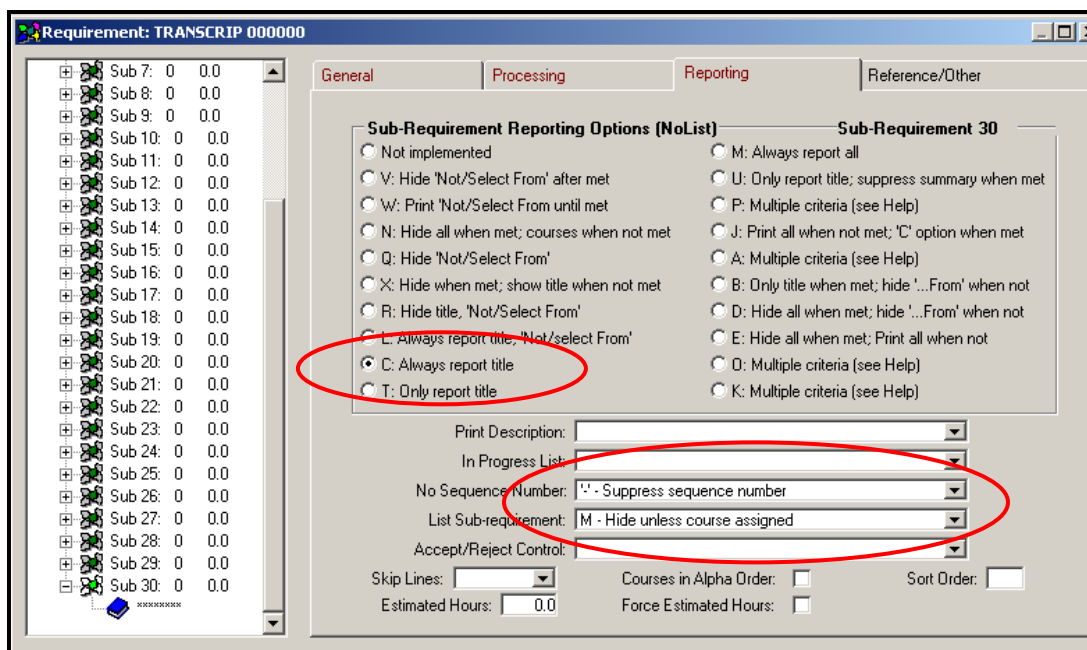 Requirement: TRANSCRIP 000000
General Processing Reporting Reference/Other
Sub 7: 0 0.0
Sub 8: 0 0.0
Sub 9: 0 0.0
Sub 10: 0 0.0
Sub 11: 0 0.0
Sub 12: 0 0.0
Sub 13: 0 0.0
Sub 14: 0 0.0
Sub 15: 0 0.0
Sub 16: 0 0.0
Sub 17: 0 0.0
Sub 18: 0 0.0
Sub 19: 0 0.0
Sub 20: 0 0.0
Sub 21: 0 0.0
Sub 22: 0 0.0
Sub 23: 0 0.0
Sub 24: 0 0.0
Sub 25: 0 0.0
Sub 26: 0 0.0
Sub 27: 0 0.0
Sub 28: 0 0.0
Sub 29: 0 0.0
Sub 30: 0 0.0
********
Sub-Requirement Reporting Options (NoList) Sub-Requirement 30
Not implemented
V: Hide 'Not/Select From' after met
W: Print 'Not/Select From until met
N: Hide all when met; courses when not met
Q: Hide 'Not/Select From'
X: Hide when met; show title when not met
R: Hide title, 'Not/Select From'
L: Always report title, 'Not/select From'
C: Always report title
T: Only report title
M: Always report all
U: Only report title; suppress summary when met
P: Multiple criteria (see Help)
J: Print all when not met; 'C' option when met
A: Multiple criteria (see Help)
B: Only title when met; hide '...From' when not
D: Hide all when met; hide '...From' when not
E: Hide all when met; Print all when not
O: Multiple criteria (see Help)
K: Multiple criteria (see Help)
Print Description:
In Progress List:
No Sequence Number: '-' - Suppress sequence number
List Sub-requirement: M - Hide unless course assigned
Accept/Reject Control:
Skip Lines: Courses in Alpha Order: Sort Order:
Estimated Hours: 0.0 Force Estimated Hours: